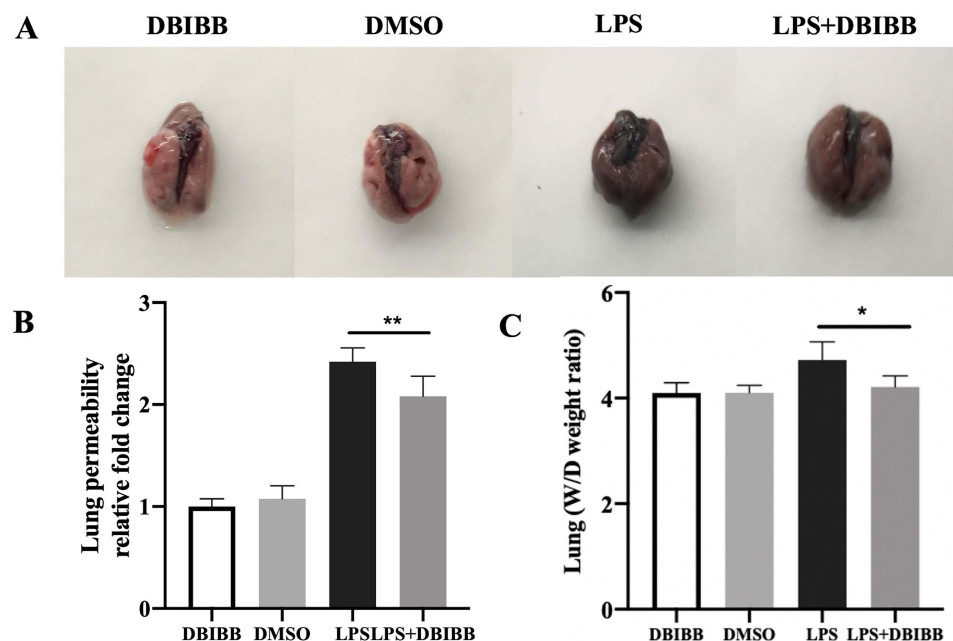 A
DBIBB DMSO LPS LPS+DBIBB
B
Lung permeability
relative fold change
3
2
1
0
**
DBIBB DMSO LPS LPS+DBIBB
C
Lung (W/D weight ratio)
6
4
2
0
*
DBIBB DMSO LPS LPS+DBIBB